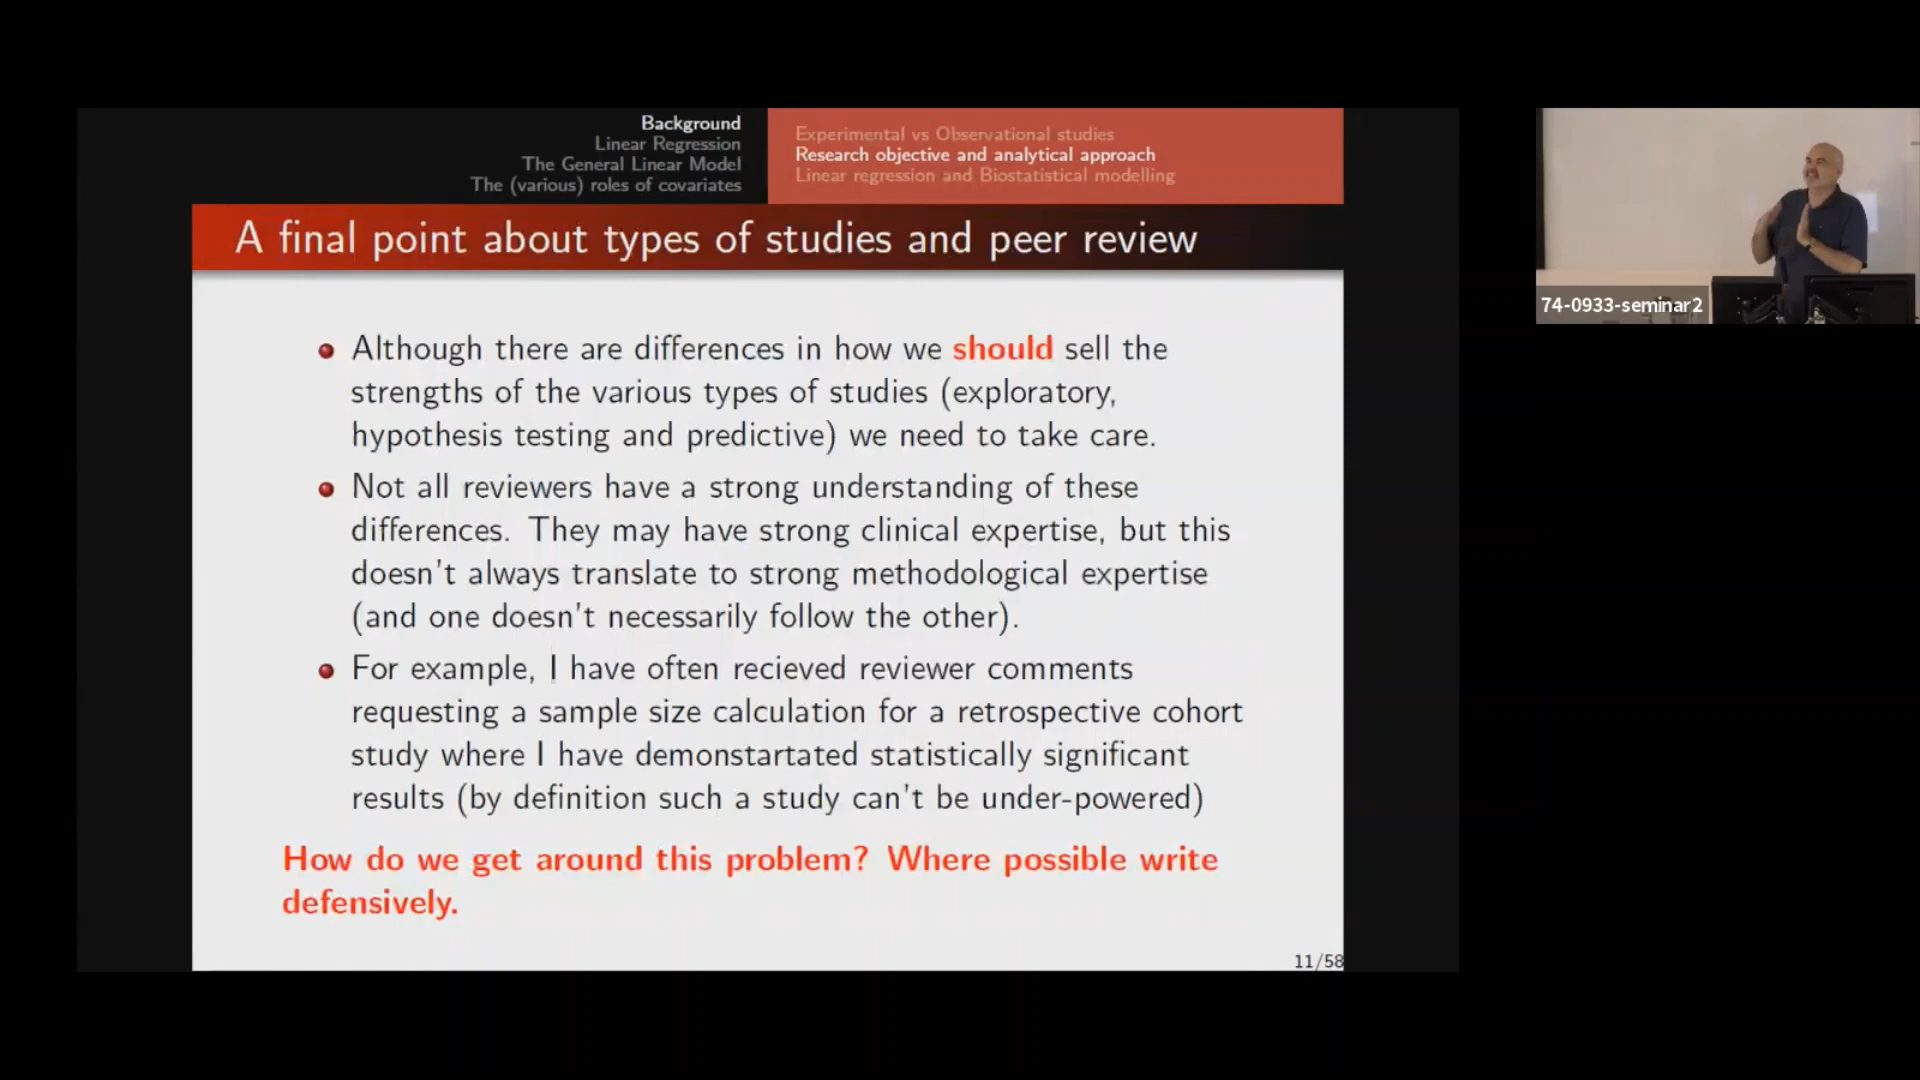 Background
Linear Regression
The General Linear Model
The (various) roles of covariates
Experimental vs Observational studies
Research objective and analytical approach
Linear regression and Biostatistical modelling
A final point about types of studies and peer review
Although there are differences in how we should sell the
strengths of the various types of studies (exploratory,
hypothesis testing and predictive) we need to take care.
Not all reviewers have a strong understanding of these
differences. They may have strong clinical expertise, but this
doesn't always translate to strong methodological expertise
(and one doesn't necessarily follow the other).
For example, I have often recieved reviewer comments
requesting a sample size calculation for a retrospective cohort
study where I have demonstartated statistically significant
results (by definition such a study can't be under-powered)
How do we get around this problem? Where possible write
defensively.
11/58
74-0933-seminar2